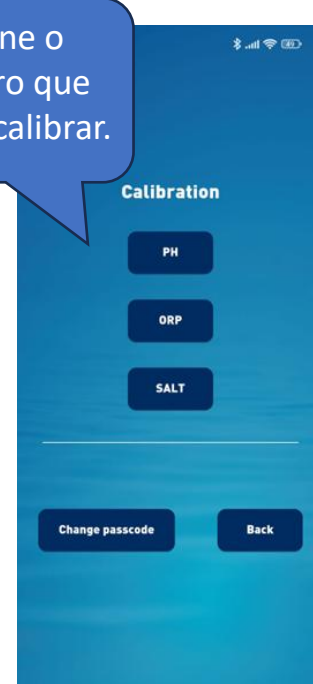 ne o
ro que
calibrar.
Calibration
PH
ORP
SALT
Change passcode
Back